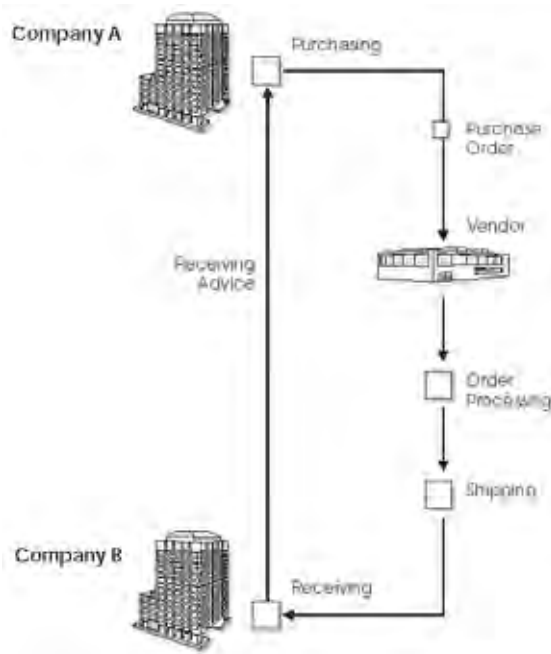 Company A
Purchasing
Purchase
Order
Vendor
Receiving
Advice
Order
Processing
Shipping
Company B
Receiving